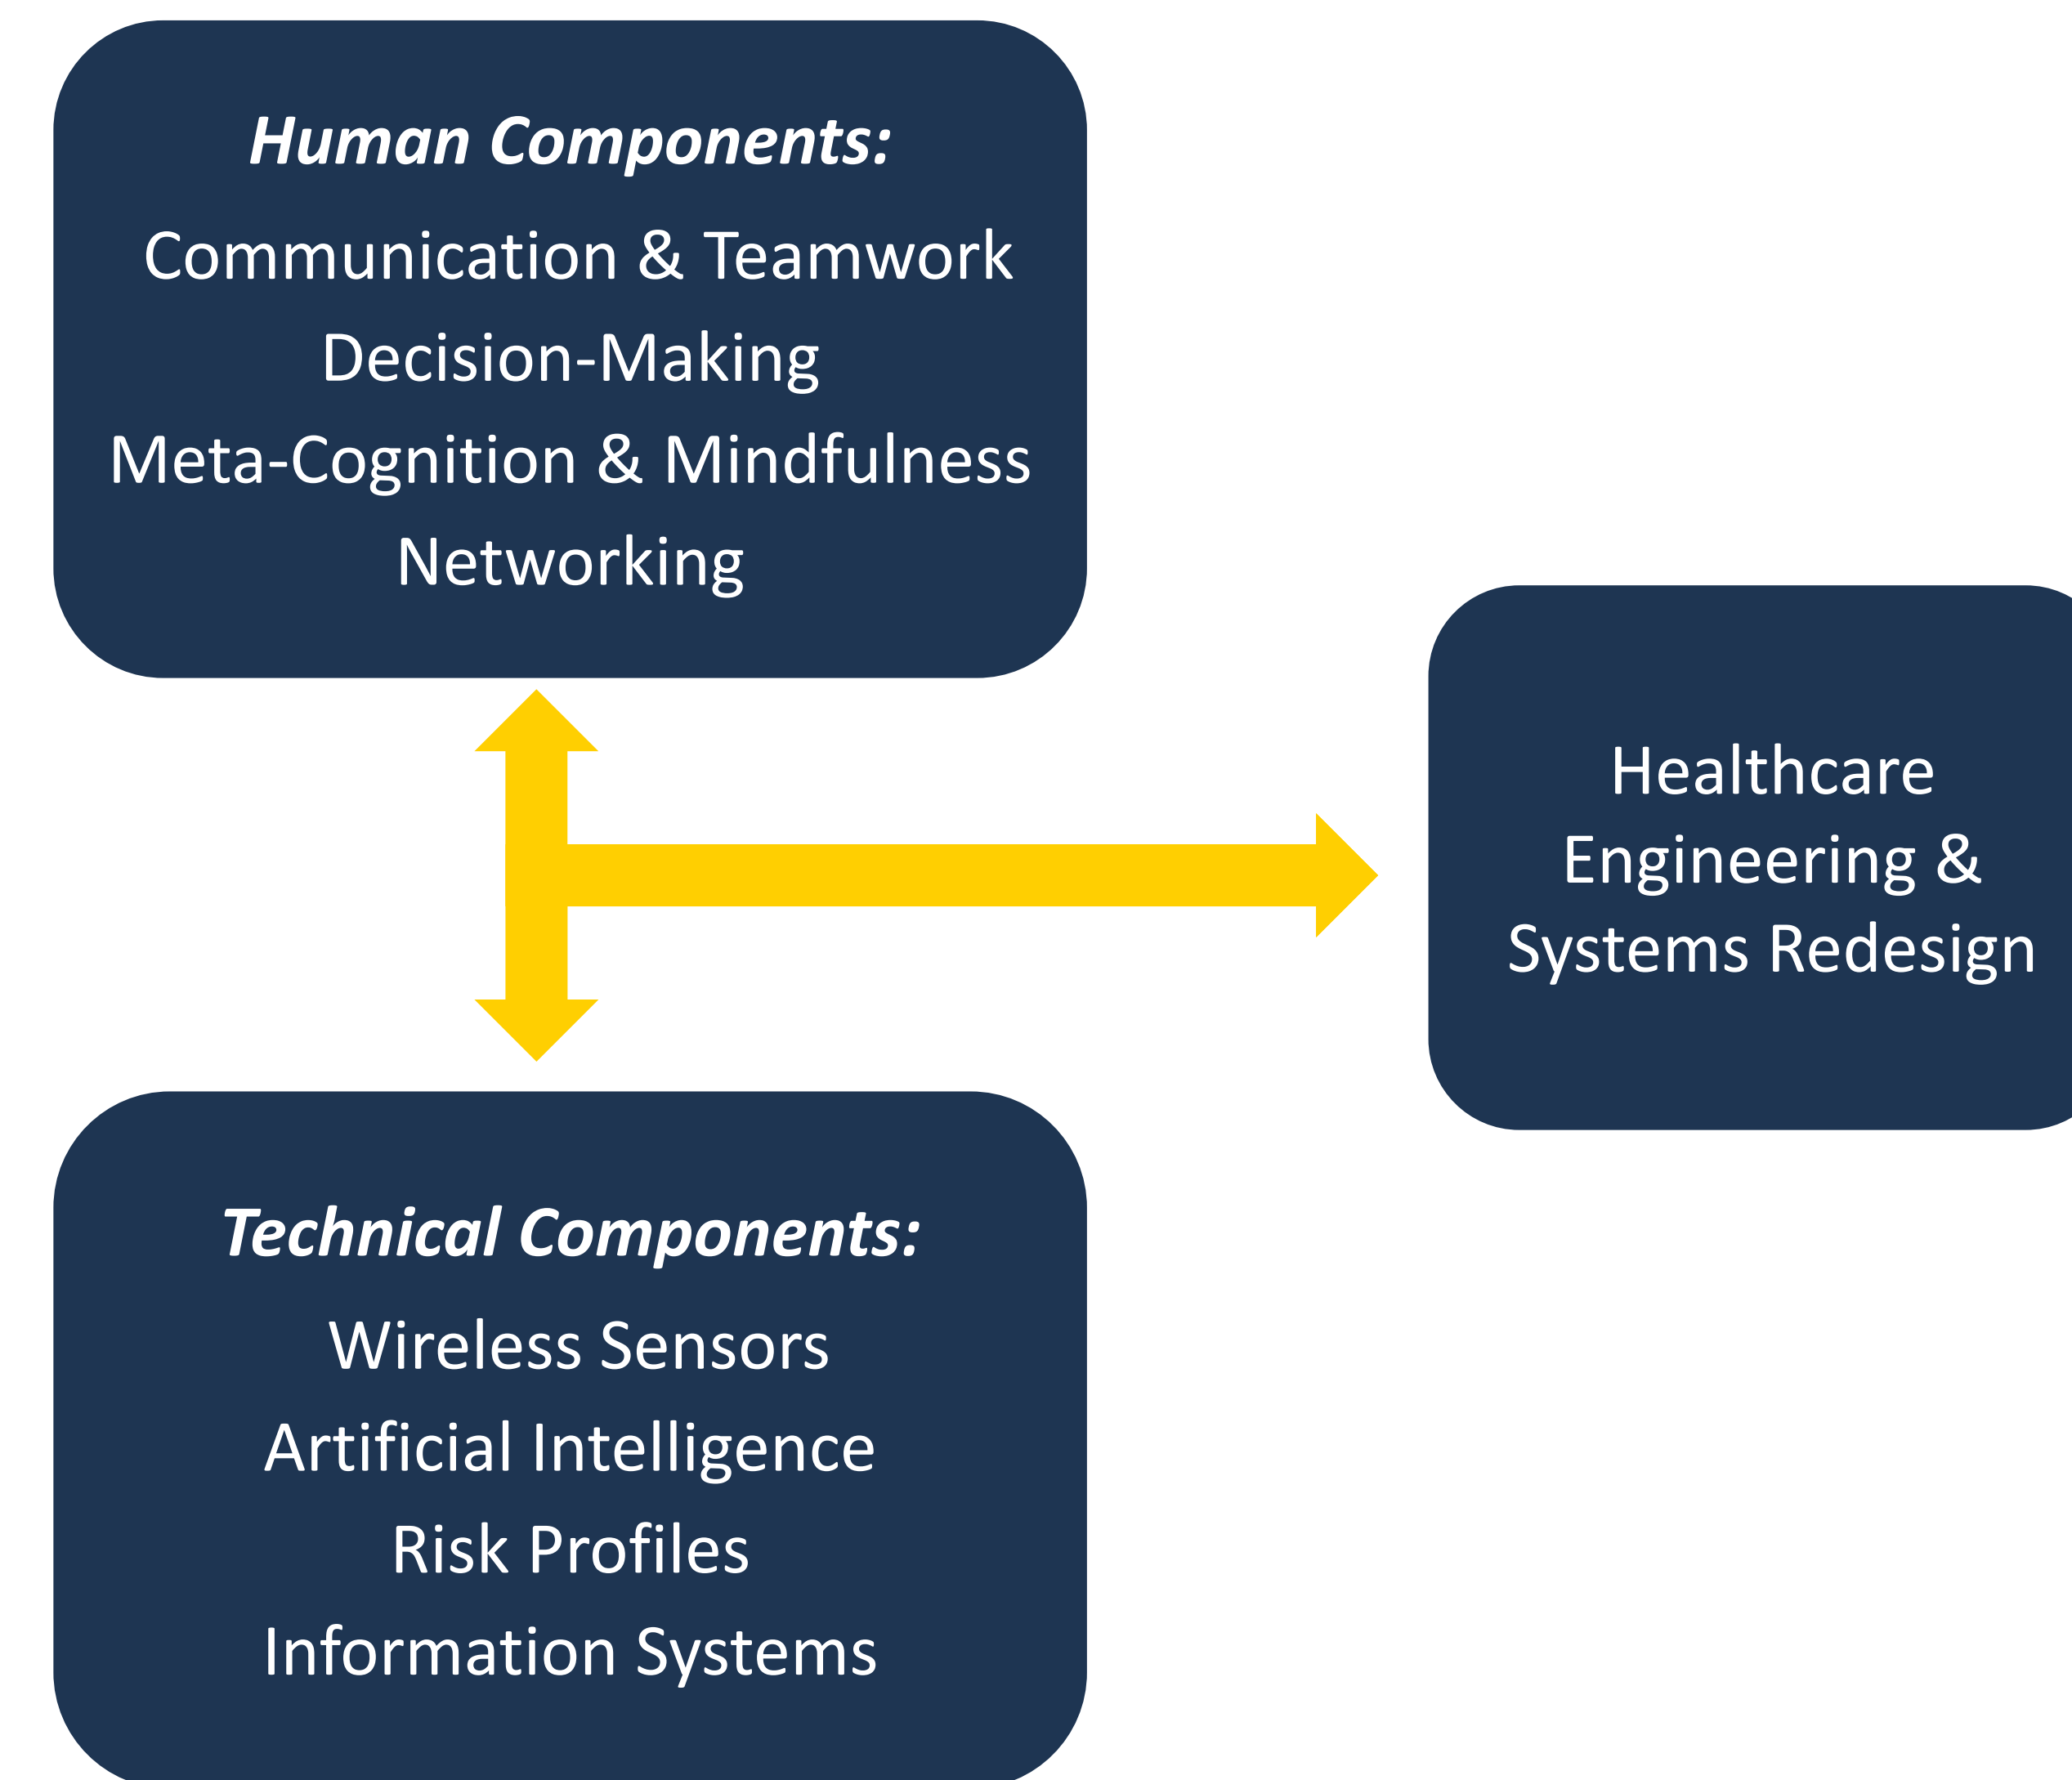 Human Components:
Communication & Teamwork
Decision-Making
Meta-Cognition & Mindfulness
Networking
Healthcare
Engineering &
Systems Redesign
Technical Components:
Wireless Sensors
Artificial Intelligence
Risk Profiles
Information Systems